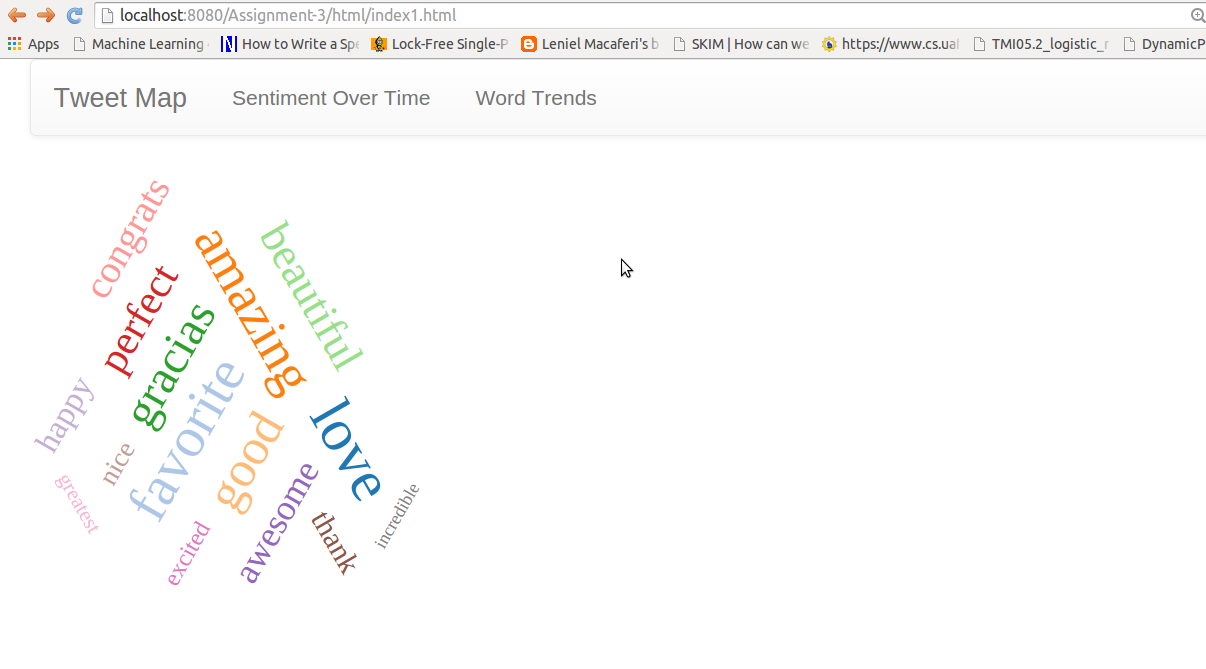 localhost:8080/Assignment-3/html/index1.html
Apps Machine Learning How to Write a Spe Lock-Free Single-P Leniel Macaferi's b SKIM | How can we https://www.cs.ual TMI05.2_logistic_r DynamicP
Tweet Map Sentiment Over Time Word Trends
congrats
beautiful
amazing
perfect
gracias
favorite
happy
love
good
nice
awesome
greatest
incredible
thank
excited